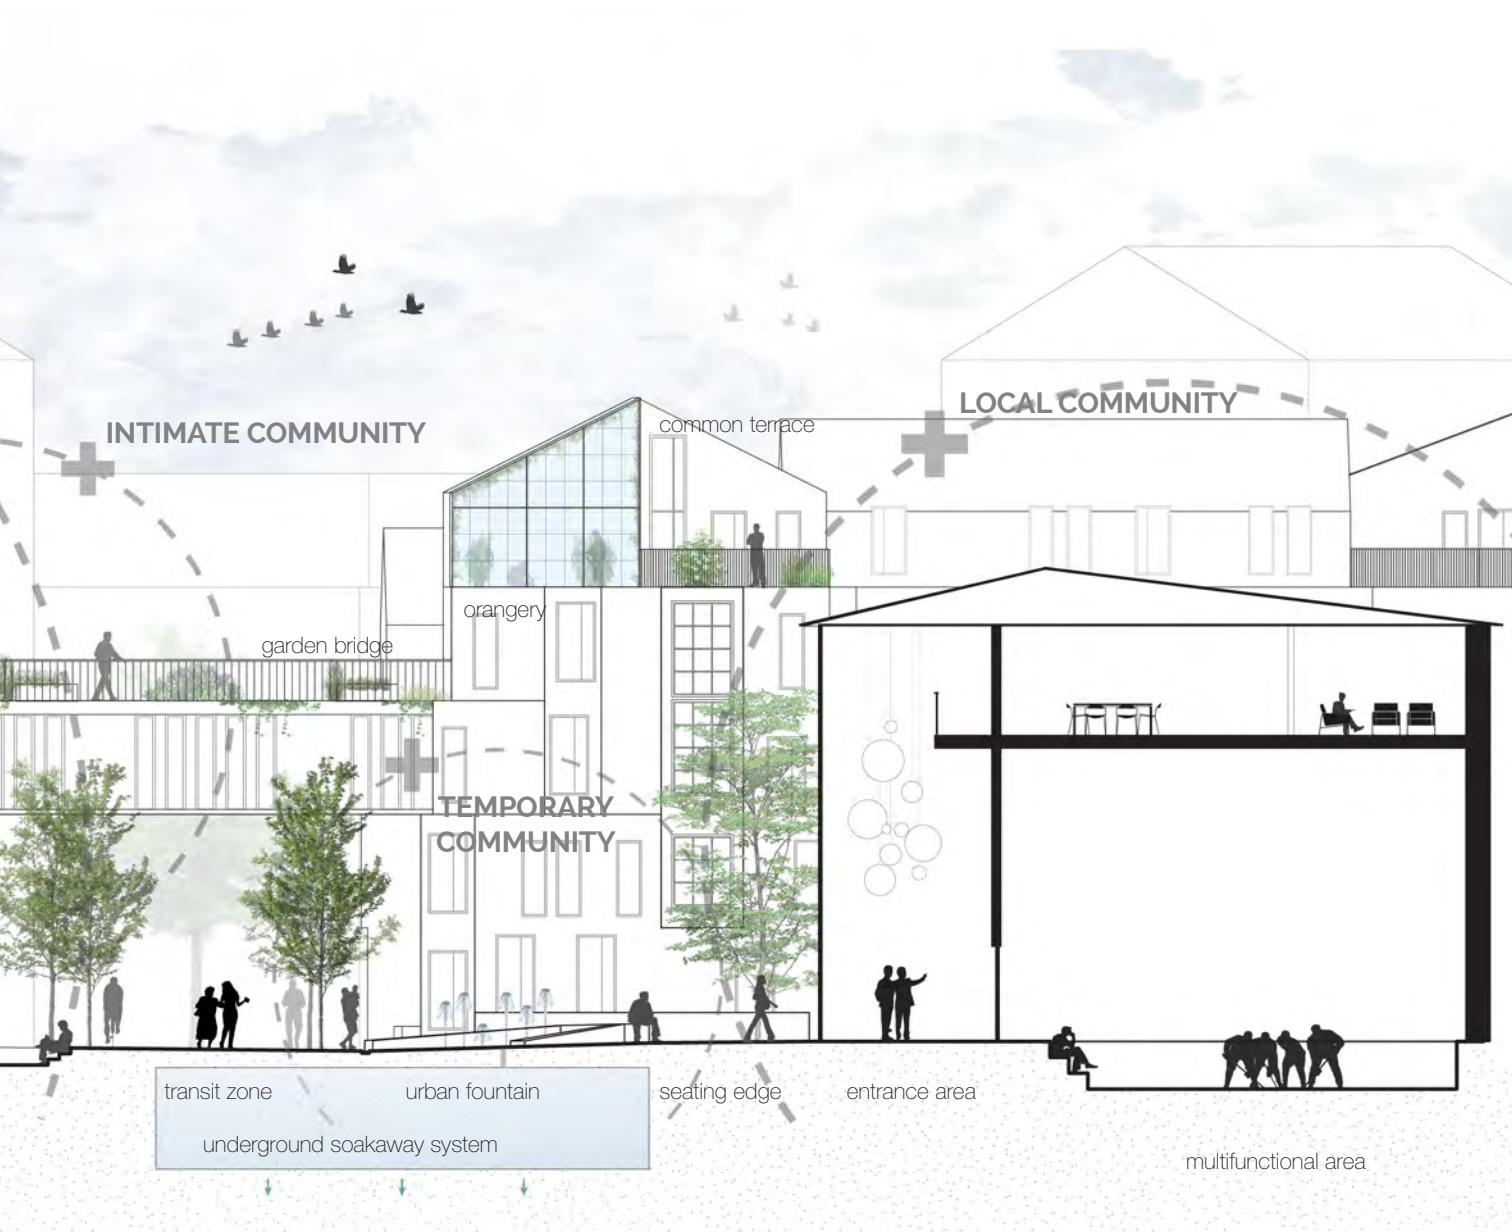 LOCAL COMMUNITY
common terrace
INTIMATE COMMUNITY
orangery
garden bridge
TEMPORARY
COMMUNITY
transit zone
urban fountain
seating edge
entrance area
underground soakaway system
multifunctional area